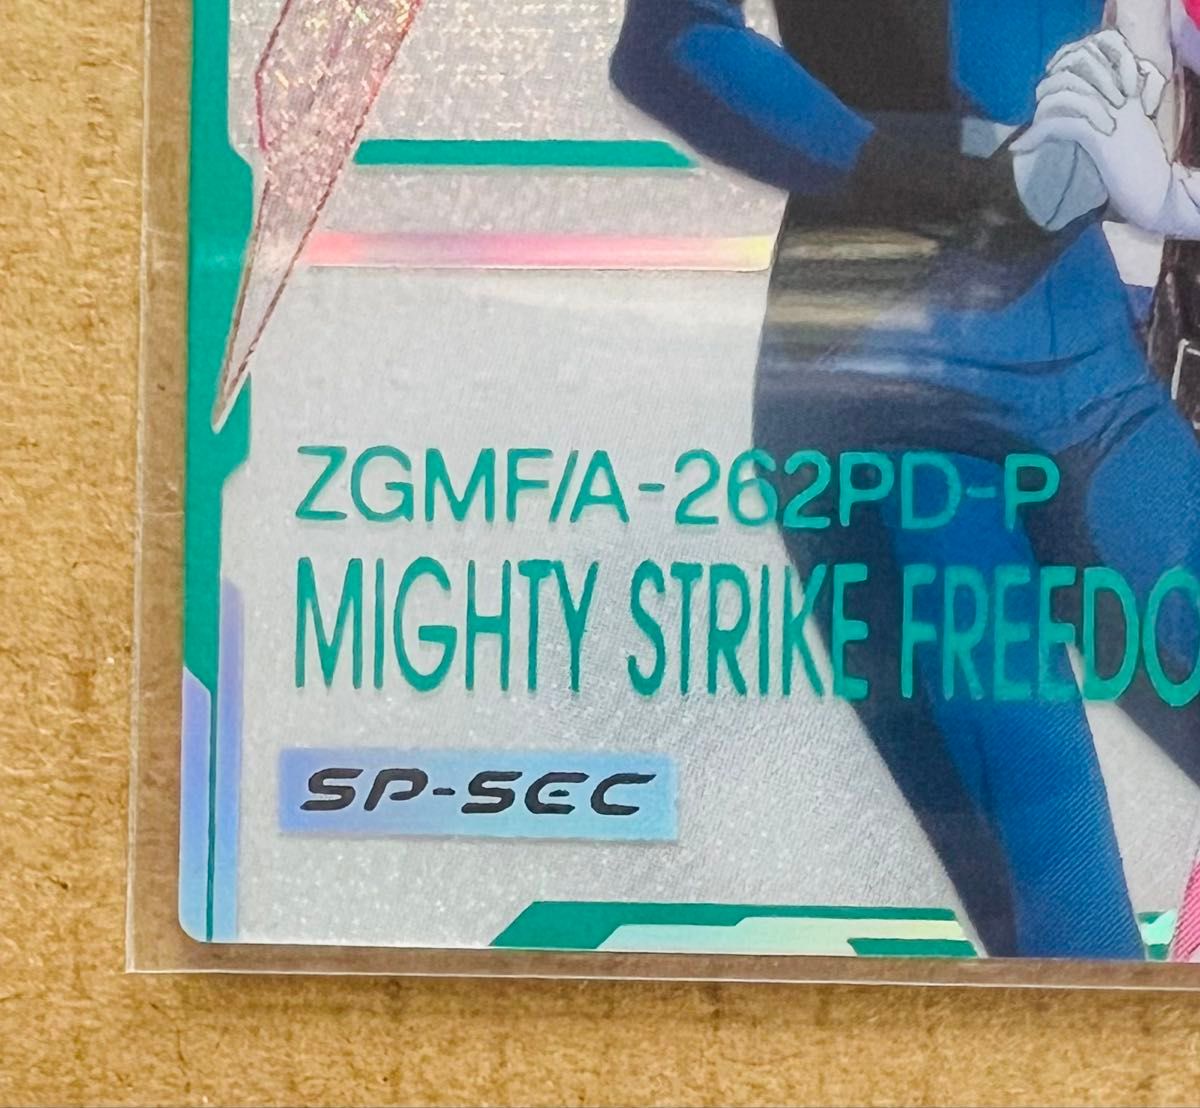 ZGMF/A-262PD-P
MIGHTY STRIKE FREEDO
SP-SEC